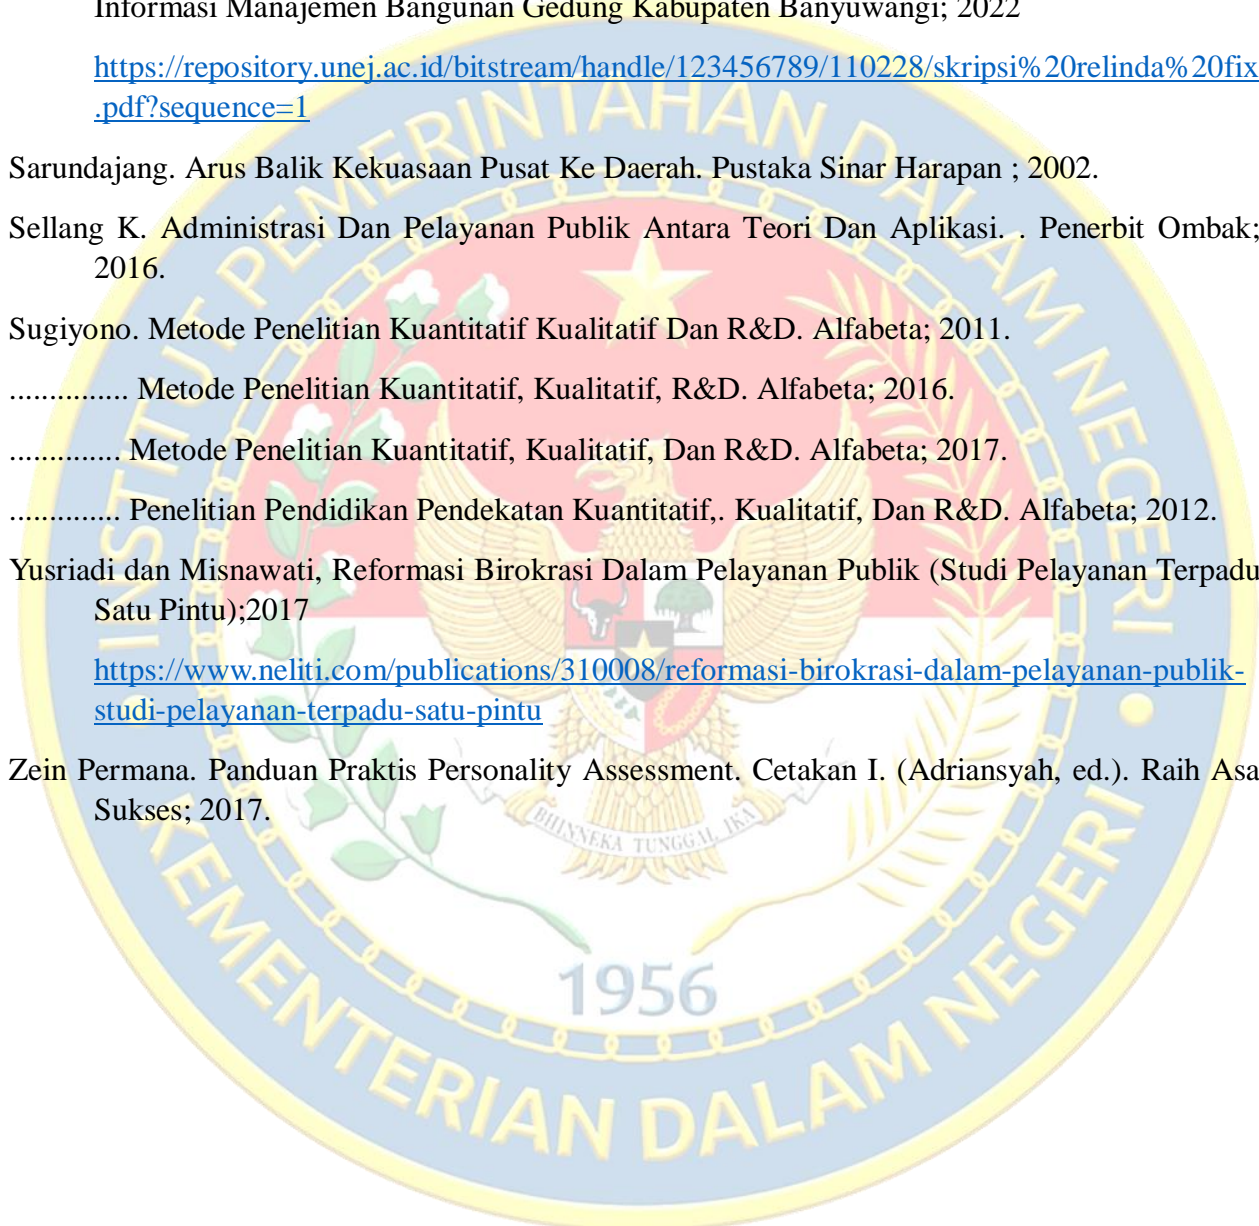 Informasi Manajemen Bangunan Gedung Kabupaten Banyuwangi; 2022
https://repository.unej.ac.id/bitstream/handle/123456789/110228/skripsi%20relinda%20fix
.pdf?sequence=1
Sarundajang. Arus Balik Kekuasaan Pusat Ke Daerah. Pustaka Sinar Harapan ; 2002.
Sellang K. Administrasi Dan Pelayanan Publik Antara Teori Dan Aplikasi. . Penerbit Ombak;
2016.
Sugiyono. Metode Penelitian Kuantitatif Kualitatif Dan R&D. Alfabeta; 2011.
............... Metode Penelitian Kuantitatif, Kualitatif, R&D. Alfabeta; 2016.
.............. Metode Penelitian Kuantitatif, Kualitatif, Dan R&D. Alfabeta; 2017.
.............. Penelitian Pendidikan Pendekatan Kuantitatif,. Kualitatif, Dan R&D. Alfabeta; 2012.
Yusriadi dan Misnawati, Reformasi Birokrasi Dalam Pelayanan Publik (Studi Pelayanan Terpadu
Satu Pintu);2017
https://www.neliti.com/publications/310008/reformasi-birokrasi-dalam-pelayanan-publik-
studi-pelayanan-terpadu-satu-pintu
Zein Permana. Panduan Praktis Personality Assessment. Cetakan I. (Adriansyah, ed.). Raih Asa
Sukses; 2017.
INSTITUT PEMERINTAHAN DALAM NEGERI
BHINNEKA TUNGGAL IKA
1956
KEMENTERIAN DALAM NEGERI